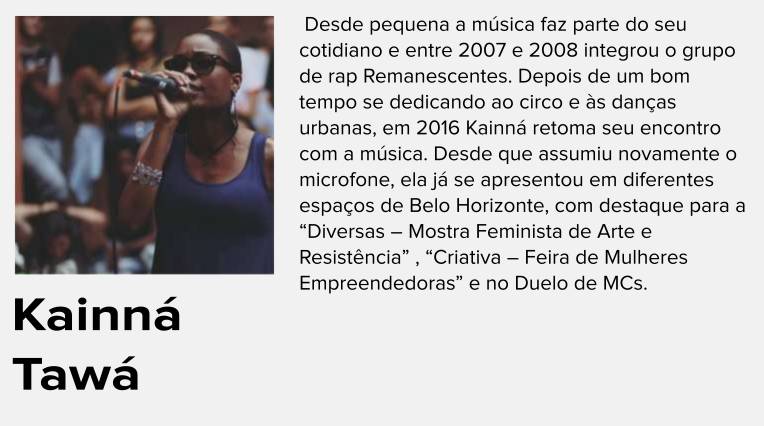 Desde pequena a música faz parte do seu
cotidiano e entre 2007 e 2008 integrou o grupo
de rap Remanescentes. Depois de um bom
tempo se dedicando ao circo e às danças
urbanas, em 2016 Kainná retoma seu encontro
com a música. Desde que assumiu novamente o
microfone, ela já se apresentou em diferentes
espaços de Belo Horizonte, com destaque para a
“Diversas – Mostra Feminista de Arte e
Resistência” , “Criativa – Feira de Mulheres
Empreendedoras” e no Duelo de MCs.
Kainná
Tawá